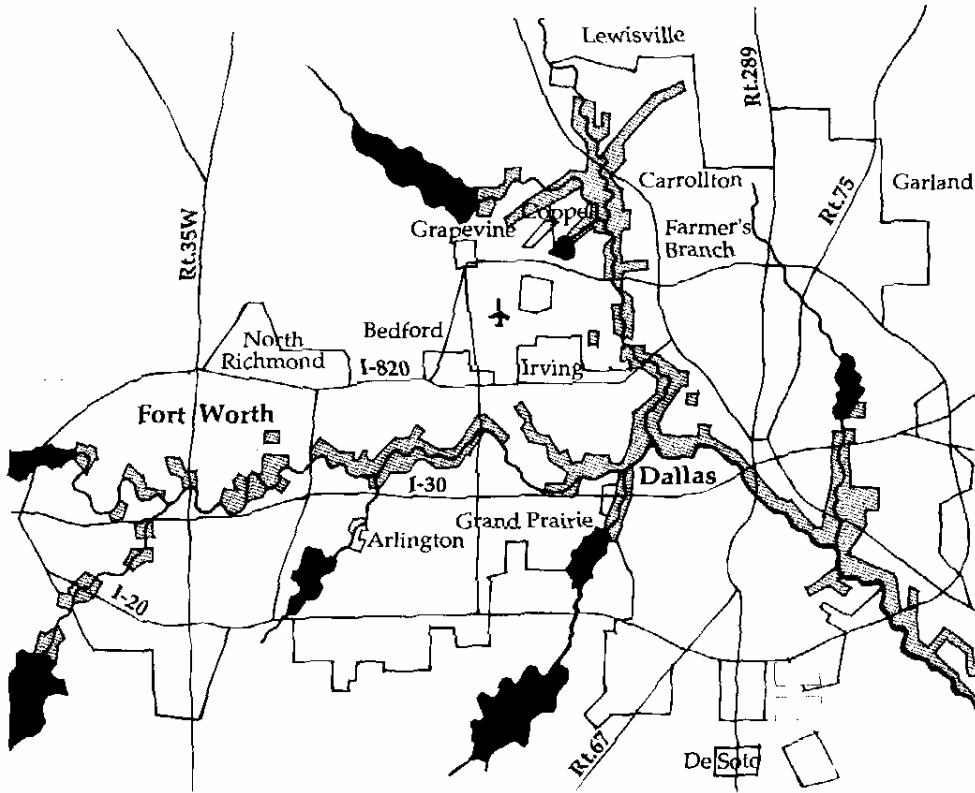 Lewisville
Rt.289
Carrollton
Garland
Rt.75
Coppell
Grapevine
Farmer's
Branch
Rt.35W
North
Richmond
Bedford
I-820
Irving
Fort Worth
Dallas
I-30
Grand Prairie
Arlington
I-20
Rt.67
De Soto